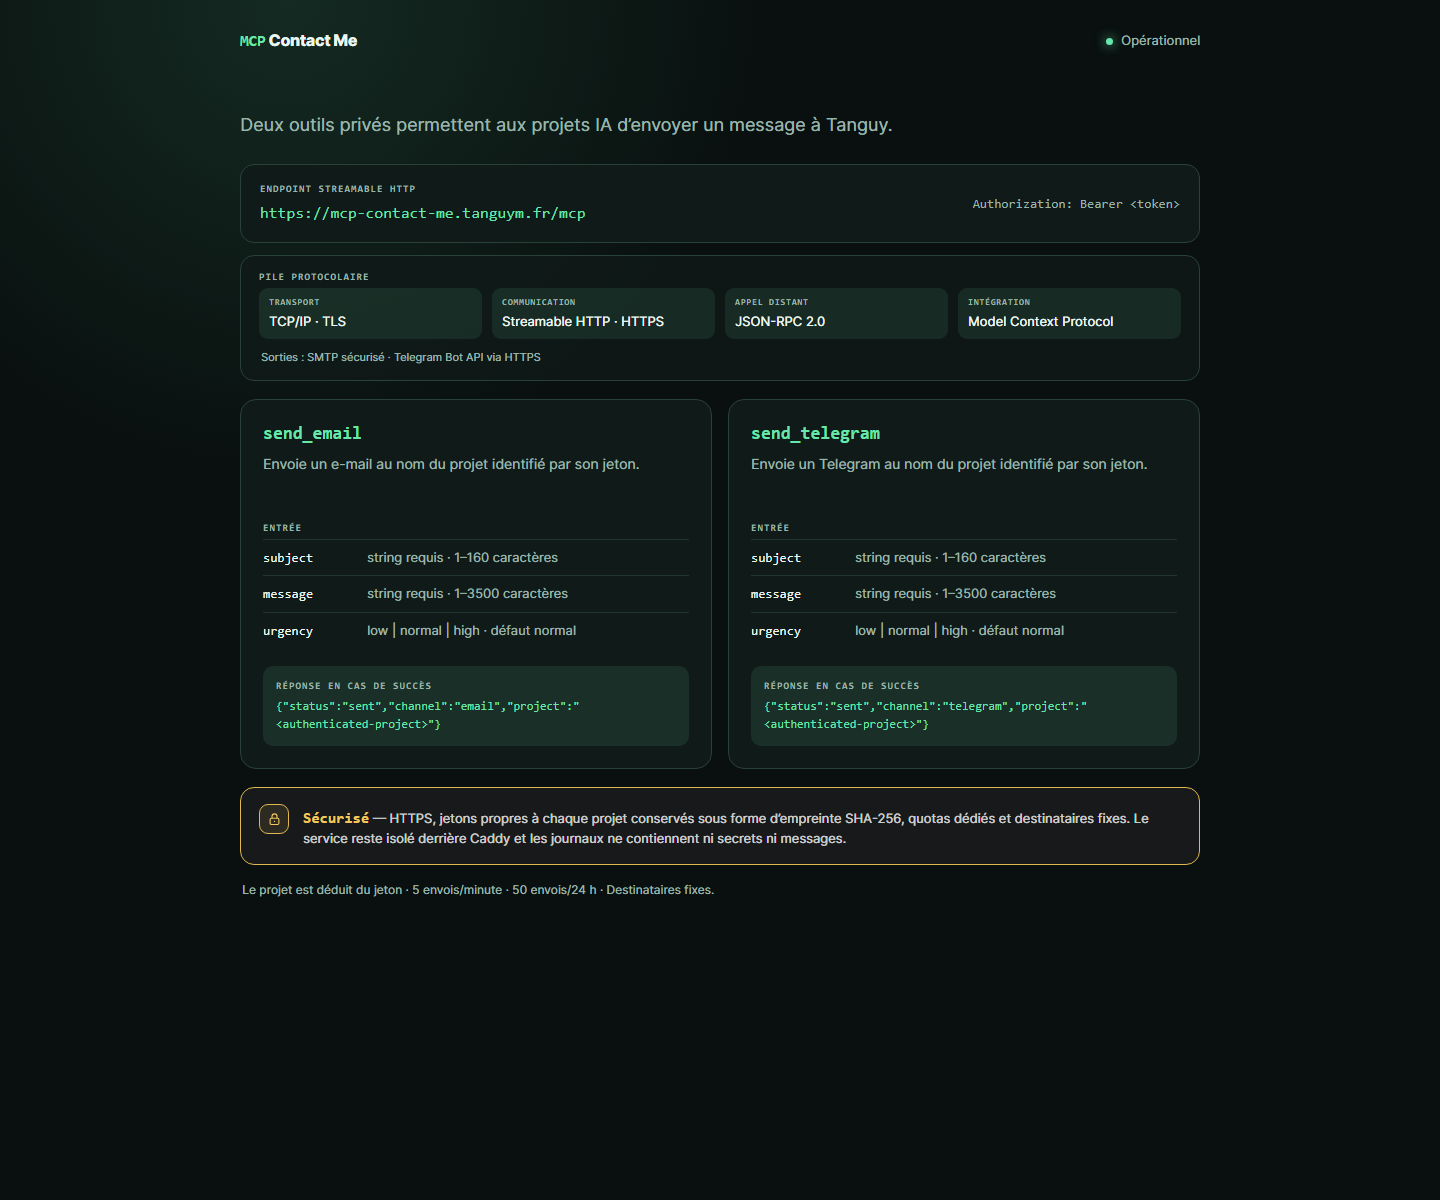 MCP Contact Me
Opérationnel
Deux outils privés permettent aux projets IA d’envoyer un message à Tanguy.
ENDPOINT STREAMABLE HTTP
https://mcp-contact-me.tanguym.fr/mcp
Authorization: Bearer <token>
PILE PROTOCOLAIRE
TRANSPORT
TCP/IP · TLS
COMMUNICATION
Streamable HTTP · HTTPS
APPEL DISTANT
JSON-RPC 2.0
INTÉGRATION
Model Context Protocol
Sorties : SMTP sécurisé · Telegram Bot API via HTTPS
send_email
Envoie un e-mail au nom du projet identifié par son jeton.
ENTRÉE
subject string requis · 1–160 caractères
message string requis · 1–3500 caractères
urgency low | normal | high · défaut normal
RÉPONSE EN CAS DE SUCCÈS
{"status":"sent","channel":"email","project":"
<authenticated-project>"}
send_telegram
Envoie un Telegram au nom du projet identifié par son jeton.
ENTRÉE
subject string requis · 1–160 caractères
message string requis · 1–3500 caractères
urgency low | normal | high · défaut normal
RÉPONSE EN CAS DE SUCCÈS
{"status":"sent","channel":"telegram","project":"
<authenticated-project>"}
Sécurisé — HTTPS, jetons propres à chaque projet conservés sous forme d’empreinte SHA-256, quotas dédiés et destinataires fixes. Le
service reste isolé derrière Caddy et les journaux ne contiennent ni secrets ni messages.
Le projet est déduit du jeton · 5 envois/minute · 50 envois/24 h · Destinataires fixes.